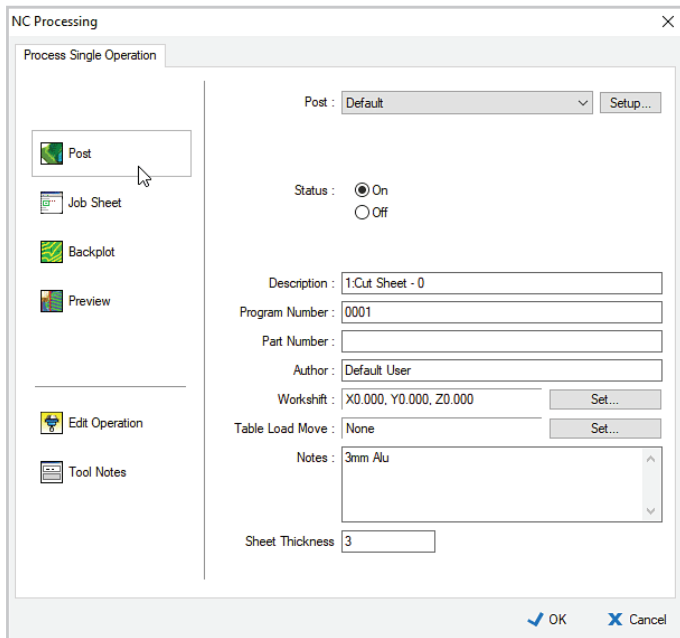 NC Processing
Process Single Operation
Post
Job Sheet
Backplot
Preview
Edit Operation
Tool Notes
Post : Default Setup...
Status : On
Off
Description : 1:Cut Sheet - 0
Program Number : 0001
Part Number :
Author : Default User
Workshift : X0.000, Y0.000, Z0.000 Set...
Table Load Move : None Set...
Notes : 3mm Alu
Sheet Thickness 3
OK Cancel